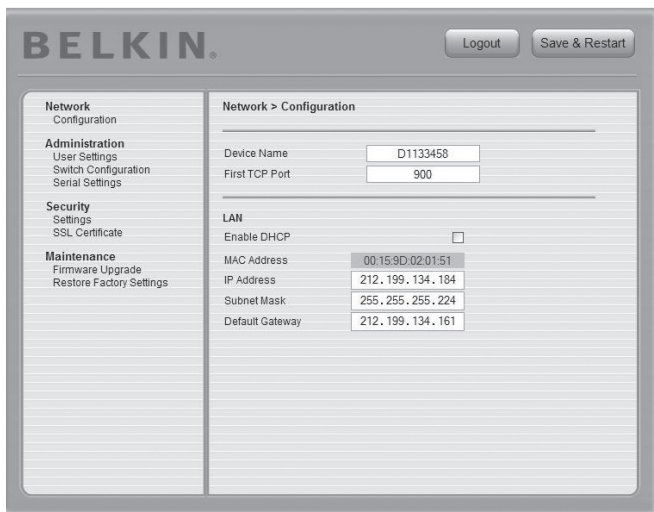 BELKIN®
Logout
Save & Restart
Network
Configuration
Administration
User Settings
Switch Configuration
Serial Settings
Security
Settings
SSL Certificate
Maintenance
Firmware Upgrade
Restore Factory Settings
Network > Configuration
Device Name D1133458
First TCP Port 900
LAN
Enable DHCP
MAC Address 00:15:9D:02:01:51
IP Address 212.199.134.184
Subnet Mask 255.255.255.224
Default Gateway 212.199.134.161